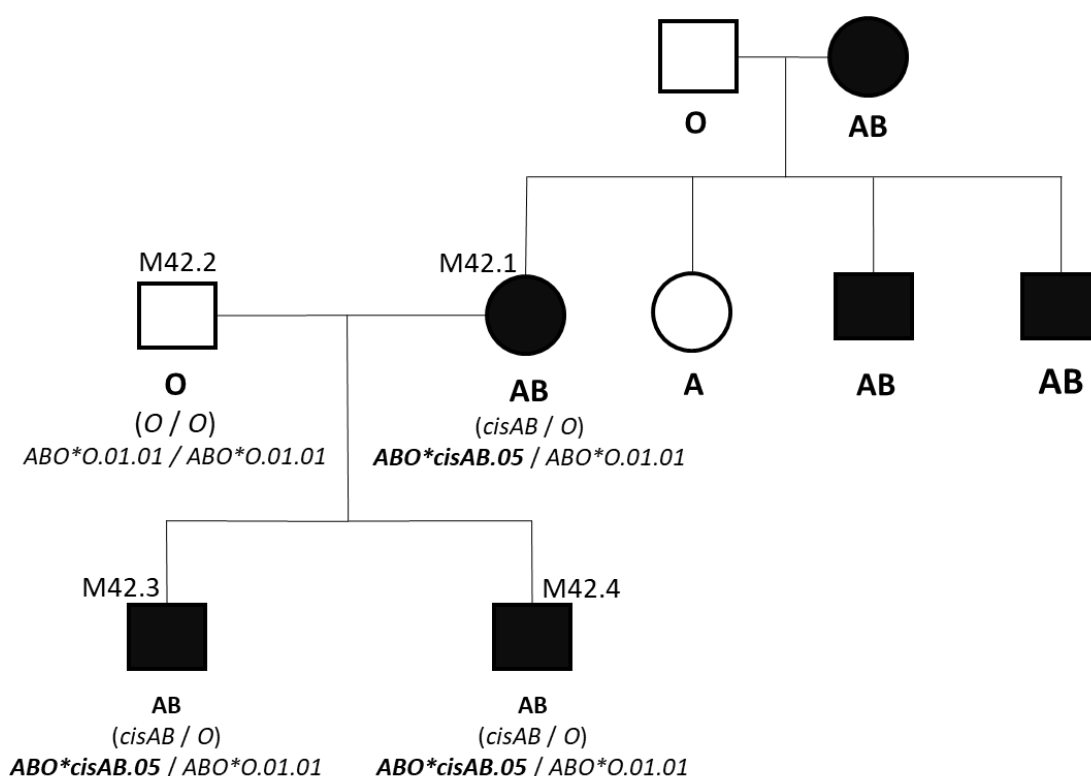 O
AB
M42.2
M42.1
O
(O / O)
ABO*O.01.01 / ABO*O.01.01
AB
(cisAB / O)
ABO*cisAB.05 / ABO*O.01.01
A
AB
AB
M42.3
M42.4
AB
(cisAB / O)
ABO*cisAB.05 / ABO*O.01.01
AB
(cisAB / O)
ABO*cisAB.05 / ABO*O.01.01